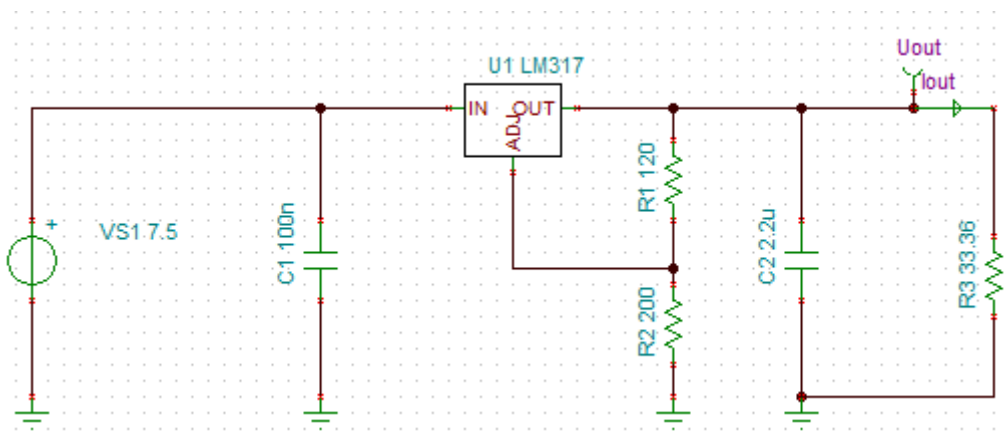 Uout
Iout
U1 LM317
IN OUT
ADJ
+
VS1 7.5
C1 100n
R1 120
R2 200
C2 2.2u
R3 33.36